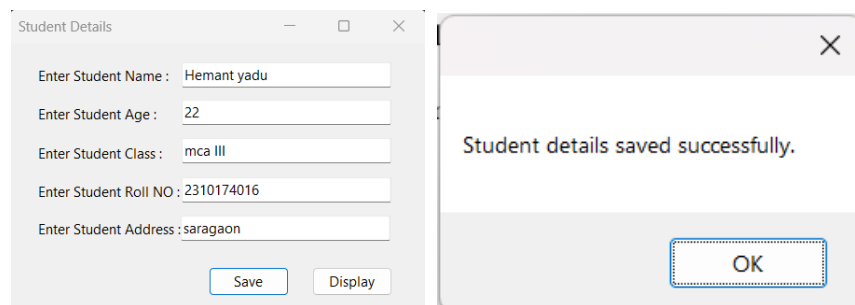 Student Details
Enter Student Name : Hemant yadu
Enter Student Age : 22
Enter Student Class : mca III
Enter Student Roll NO : 2310174016
Enter Student Address : saragaon
Save Display
Student details saved successfully.
OK